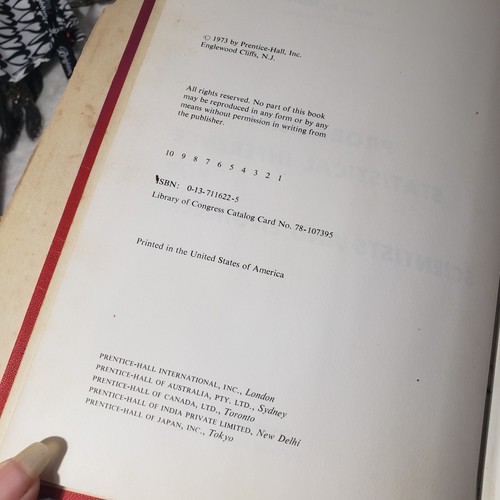 © 1973 by Prentice-Hall, Inc.
Englewood Cliffs, N.J.
All rights reserved. No part of this book
may be reproduced in any form or by any
means without permission in writing from
the publisher.
10 9 8 7 6 5 4 3 2 1
ISBN: 0-13-711622-5
Library of Congress Catalog Card No. 78-107395
Printed in the United States of America
PRENTICE-HALL INTERNATIONAL, INC., London
PRENTICE-HALL OF AUSTRALIA, PTY. LTD., Sydney
PRENTICE-HALL OF CANADA, LTD., Toronto
PRENTICE-HALL OF INDIA PRIVATE LIMITED, New Delhi
PRENTICE-HALL OF JAPAN, INC., Tokyo